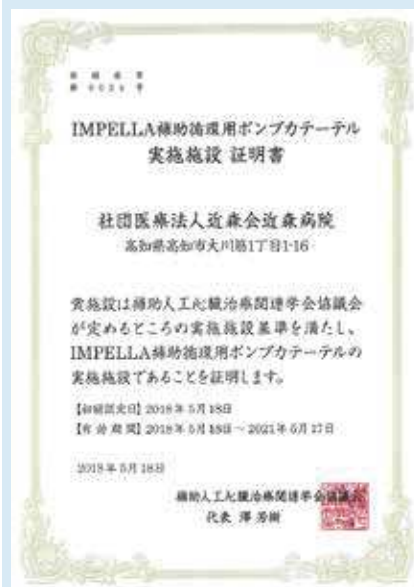 IMPELLA補助循環用ポンプカテーテル
実施施設 証明書
社団医療法人近森会近森病院
高知県高知市大川筋1丁目1-16
貴施設は補助人工心臓治療関連学会協議会
が定めるところの実施施設基準を満たし、
IMPELLA補助循環用ポンプカテーテルの
実施施設であることを証明します。
【初回認定日】2018年5月18日
【有効期間】2018年5月18日～2021年5月17日
2018年5月18日
補助人工心臓治療関連学会協議会
代表 澤 芳樹